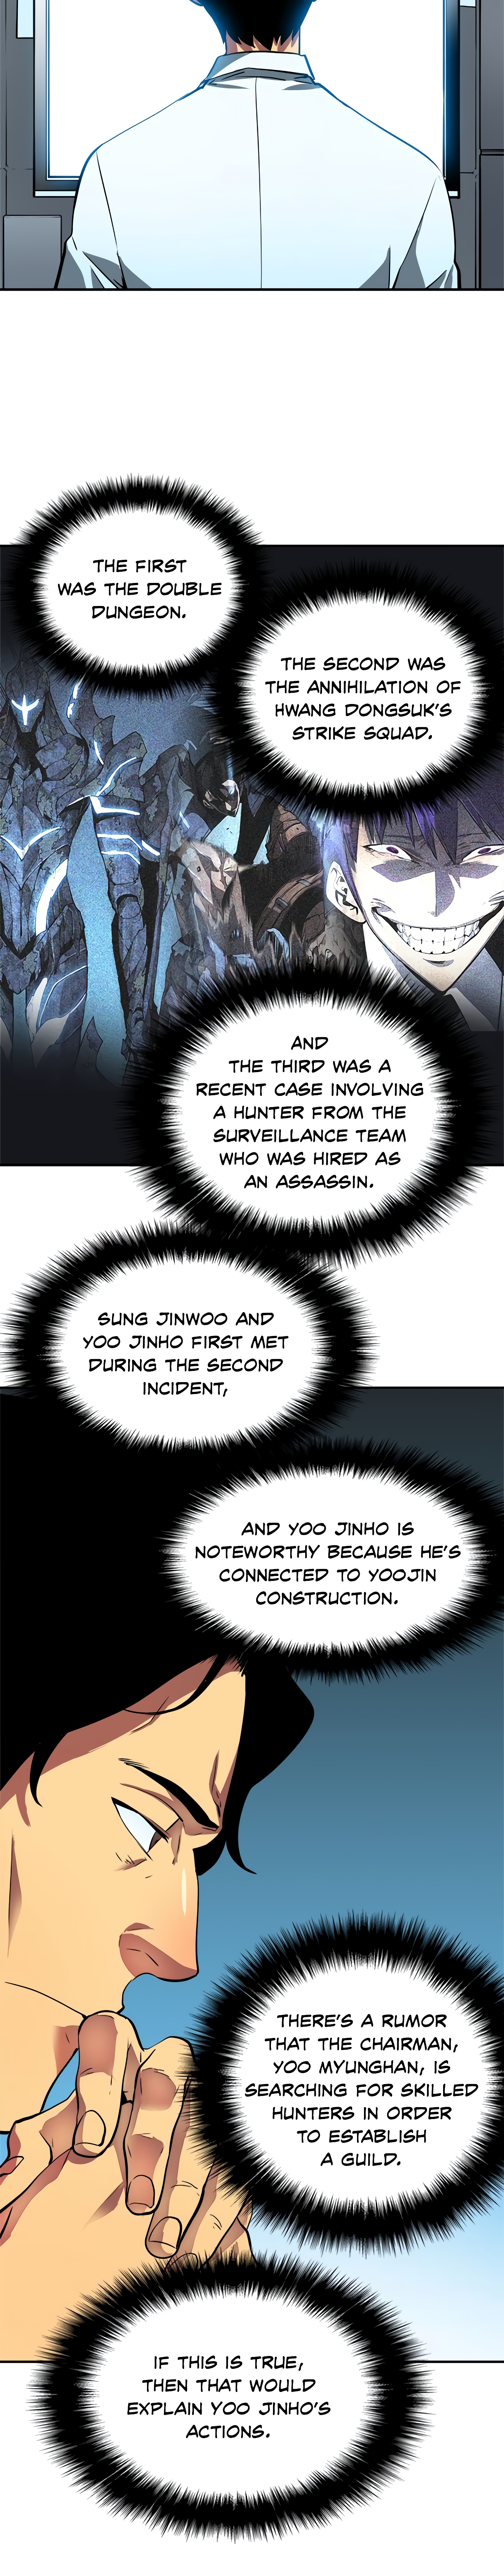 THE FIRST
WAS THE DOUBLE
DUNGEON.
THE SECOND WAS
THE ANNIHILATION OF
HWANG DONGSUK'S
STRIKE SQUAD.
AND
THE THIRD WAS A
RECENT CASE INVOLVING
A HUNTER FROM THE
SURVEILLANCE TEAM
WHO WAS HIRED AS
AN ASSASSIN.
SUNG JINWOO AND
YOO JINHO FIRST MET
DURING THE SECOND
INCIDENT,
AND YOO JINHO IS
NOTEWORTHY BECAUSE HE'S
CONNECTED TO YOOJIN
CONSTRUCTION.
THERE'S A RUMOR
THAT THE CHAIRMAN,
YOO MYUNGHAN, IS
SEARCHING FOR SKILLED
HUNTERS IN ORDER
TO ESTABLISH
A GUILD.
IF THIS IS TRUE,
THEN THAT WOULD
EXPLAIN YOO JINHO'S
ACTIONS.